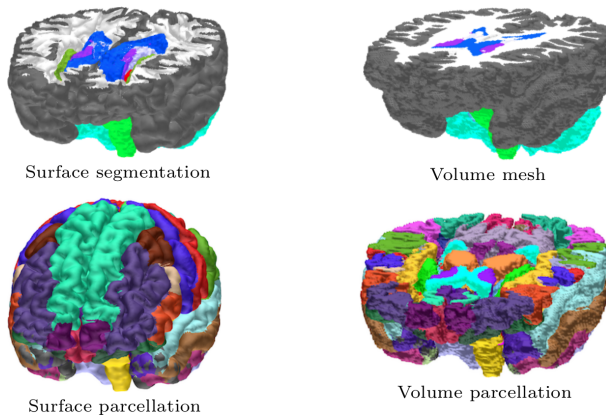 Surface segmentation
Volume mesh
Surface parcellation
Volume parcellation